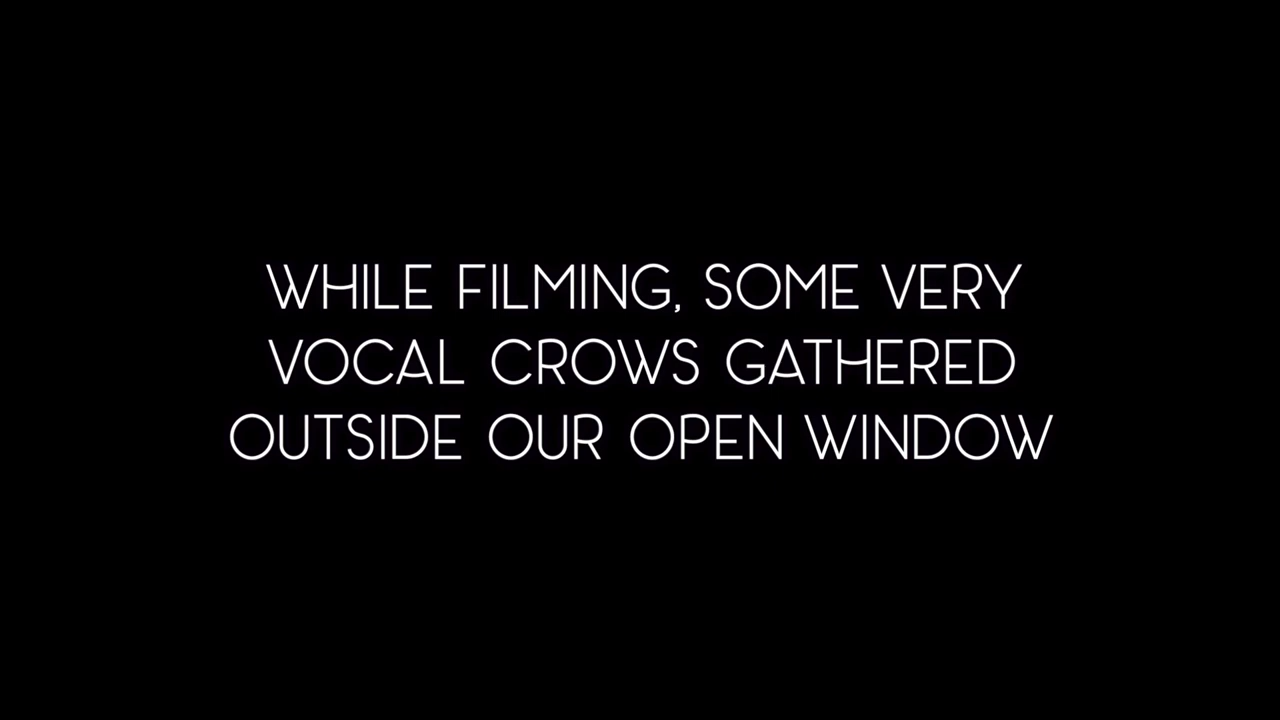 WHILE FILMING, SOME VERY
VOCAL CROWS GATHERED
OUTSIDE OUR OPEN WINDOW